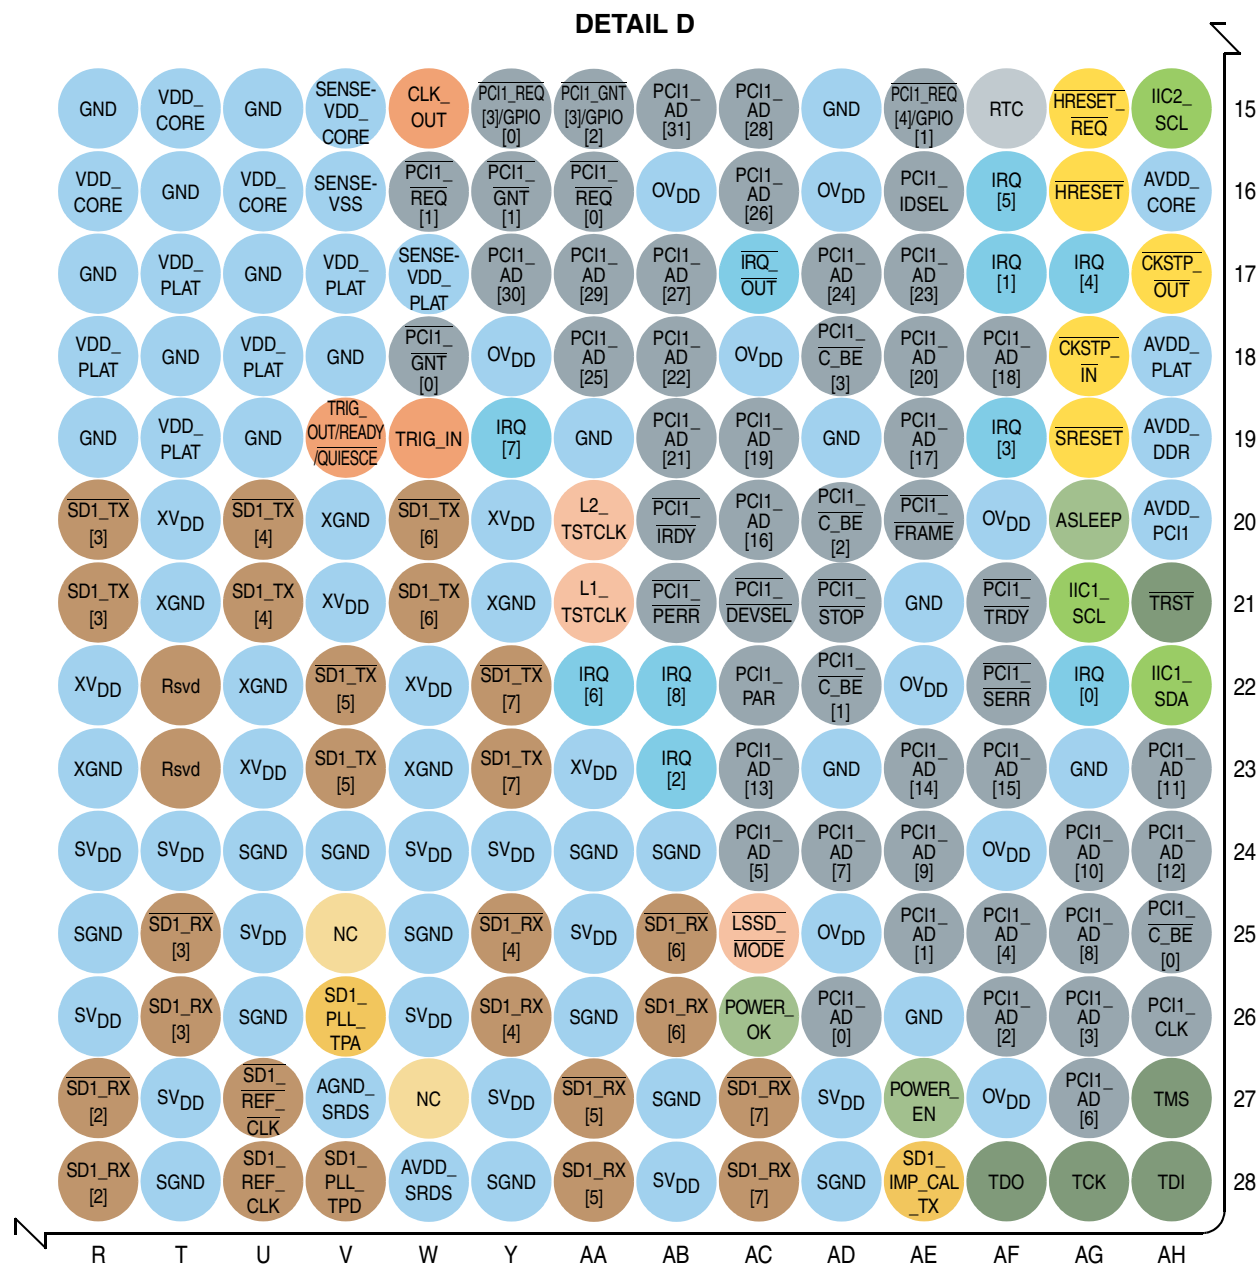 DETAIL D
GND VDD_CORE GND SENSE-VDD_CORE CLK_OUT PCI1_REQ[3]/GPIO[0] PCI1_GNT[3]/GPIO[2] PCI1_AD[31] PCI1_AD[28] GND PCI1_REQ[4]/GPIO[1] RTC HRESET_REQ IIC2_SCL 15
VDD_CORE GND VDD_CORE SENSE-VSS PCI1_REQ[1] PCI1_GNT[1] PCI1_REQ[0] OVDD PCI1_AD[26] OVDD PCI1_IDSEL IRQ[5] HRESET AVDD_CORE 16
GND VDD_PLAT GND VDD_PLAT SENSE-VDD_PLAT PCI1_AD[30] PCI1_AD[29] PCI1_AD[27] IRQ_OUT PCI1_AD[24] PCI1_AD[23] IRQ[1] IRQ[4] CKSTP_OUT 17
VDD_PLAT GND VDD_PLAT GND PCI1_GNT[0] OVDD PCI1_AD[25] PCI1_AD[22] OVDD PCI1_C_BE[3] PCI1_AD[20] PCI1_AD[18] CKSTP_IN AVDD_PLAT 18
GND VDD_PLAT GND TRIG_OUT/READY/QUIESCE TRIG_IN IRQ[7] GND PCI1_AD[21] PCI1_AD[19] GND PCI1_AD[17] IRQ[3] SRESET AVDD_DDR 19
SD1_TX[3] XVDD SD1_TX[4] XGND SD1_TX[6] XVDD L2_TSTCLK PCI1_IRDY PCI1_AD[16] PCI1_C_BE[2] PCI1_FRAME OVDD ASLEEP AVDD_PCI1 20
SD1_TX[3] XGND SD1_TX[4] XVDD SD1_TX[6] XGND L1_TSTCLK PCI1_PERR PCI1_DEVSEL PCI1_STOP GND PCI1_TRDY IIC1_SCL TRST 21
XVDD Rsvd XGND SD1_TX[5] XVDD SD1_TX[7] IRQ[6] IRQ[8] PCI1_PAR PCI1_C_BE[1] OVDD PCI1_SERR IRQ[0] IIC1_SDA 22
XGND Rsvd XVDD SD1_TX[5] XGND SD1_TX[7] XVDD IRQ[2] PCI1_AD[13] GND PCI1_AD[14] PCI1_AD[15] GND PCI1_AD[11] 23
SVDD SVDD SGND SGND SVDD SVDD SGND SGND PCI1_AD[5] PCI1_AD[7] PCI1_AD[9] OVDD PCI1_AD[10] PCI1_AD[12] 24
SGND SD1_RX[3] SVDD NC SGND SD1_RX[4] SVDD SD1_RX[6] LSSD_MODE OVDD PCI1_AD[1] PCI1_AD[4] PCI1_AD[8] PCI1_C_BE[0] 25
SVDD SD1_RX[3] SGND SD1_PLL_TPA SVDD SD1_RX[4] SGND SD1_RX[6] POWER_OK PCI1_AD[0] GND PCI1_AD[2] PCI1_AD[3] PCI1_CLK 26
SD1_RX[2] SVDD SD1_REF_CLK AGND_SRDS NC SVDD SD1_RX[5] SGND SD1_RX[7] SVDD POWER_EN OVDD PCI1_AD[6] TMS 27
SD1_RX[2] SGND SD1_REF_CLK SD1_PLL_TPD AVDD_SRDS SGND SD1_RX[5] SVDD SD1_RX[7] SGND SD1_IMP_CAL_TX TDO TCK TDI 28
R T U V W Y AA AB AC AD AE AF AG AH